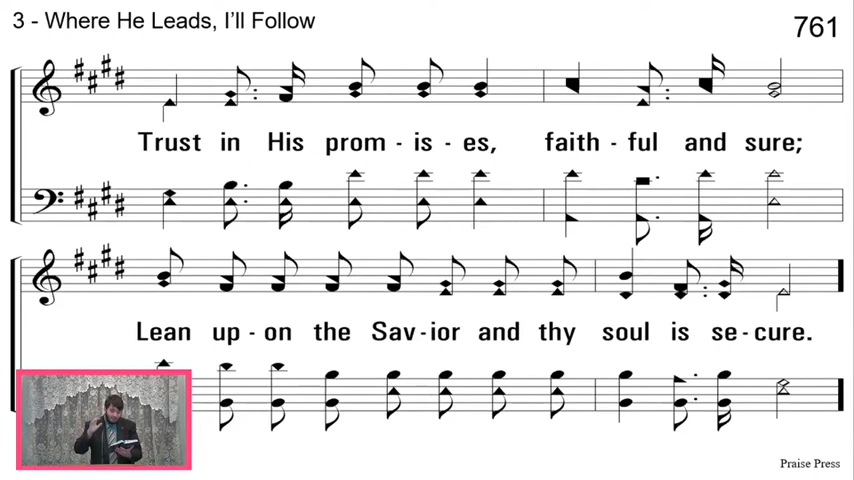 3 - Where He Leads, I'll Follow
761
Trust in His prom - is - es, faith - ful and sure;
Lean up - on the Sav - ior and thy soul is se - cure.
Praise Press